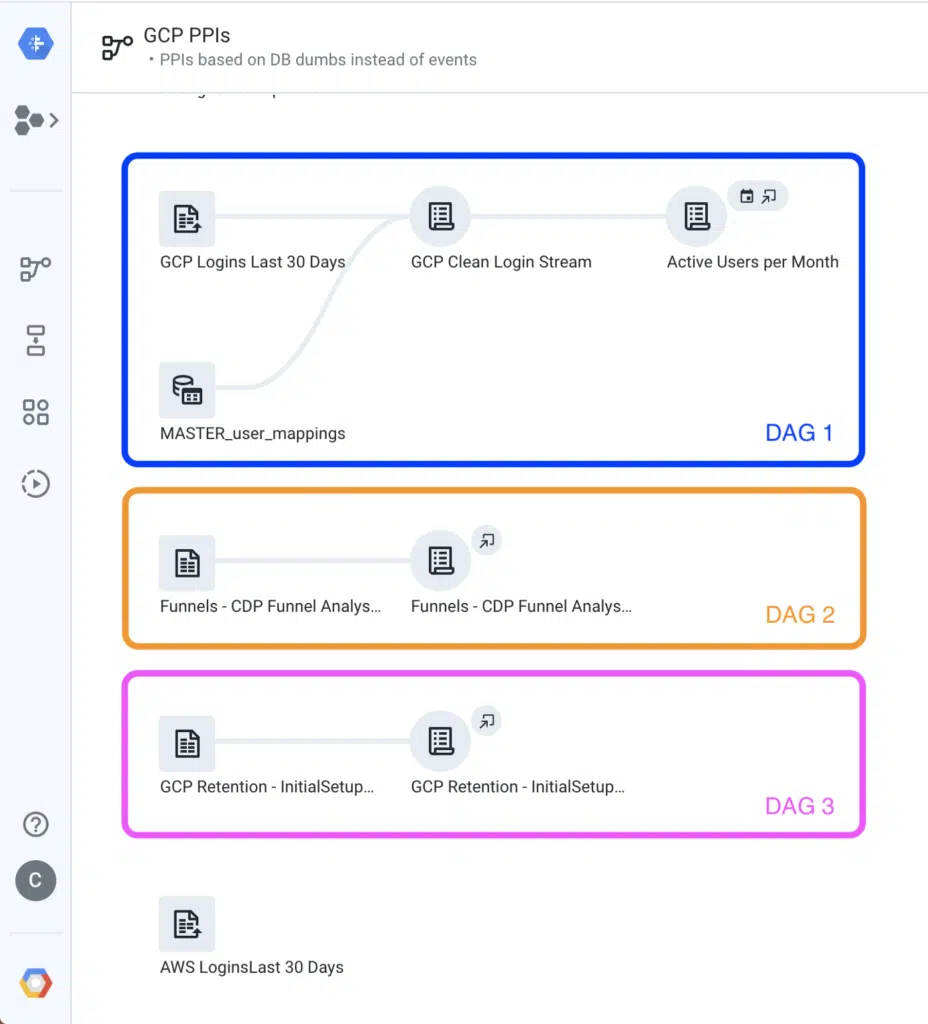 GCP PPIs
• PPIs based on DB dumbs instead of events
GCP Logins Last 30 Days
GCP Clean Login Stream
Active Users per Month
MASTER_user_mappings
DAG 1
Funnels - CDP Funnel Analys...
Funnels - CDP Funnel Analys...
DAG 2
GCP Retention - InitialSetup...
GCP Retention - InitialSetup...
DAG 3
C
AWS LoginsLast 30 Days